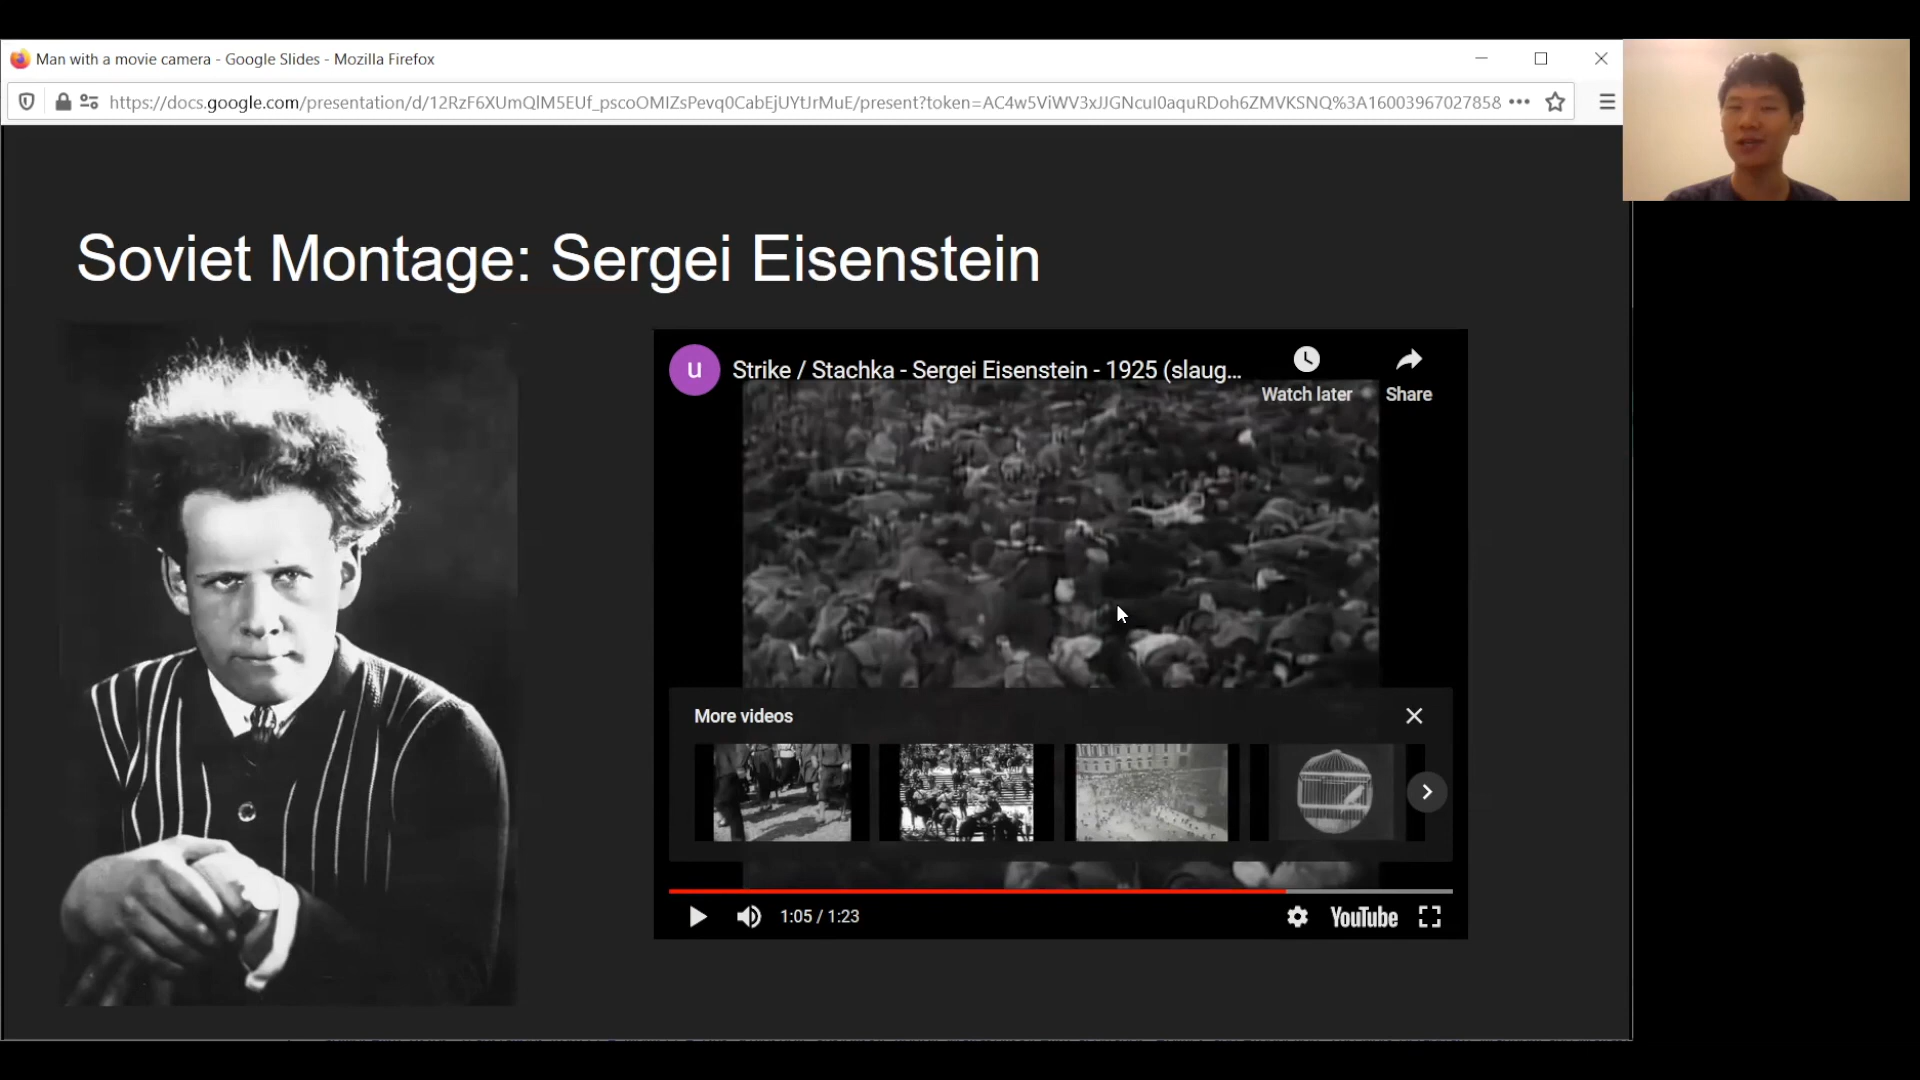 Man with a movie camera - Google Slides - Mozilla Firefox
https://docs.google.com/presentation/d/12RzF6XUmQlM5EUf_pscoOMIZsPevq0CabEjUYtJrMuE/present?token=AC4w5ViWV3xJJGNcuI0aquRDoh6ZMVKSNQ%3A16003967027858
Soviet Montage: Sergei Eisenstein
u
Strike / Stachka - Sergei Eisenstein - 1925 (slaug...
Watch later
Share
More videos
1:05 / 1:23
YouTube